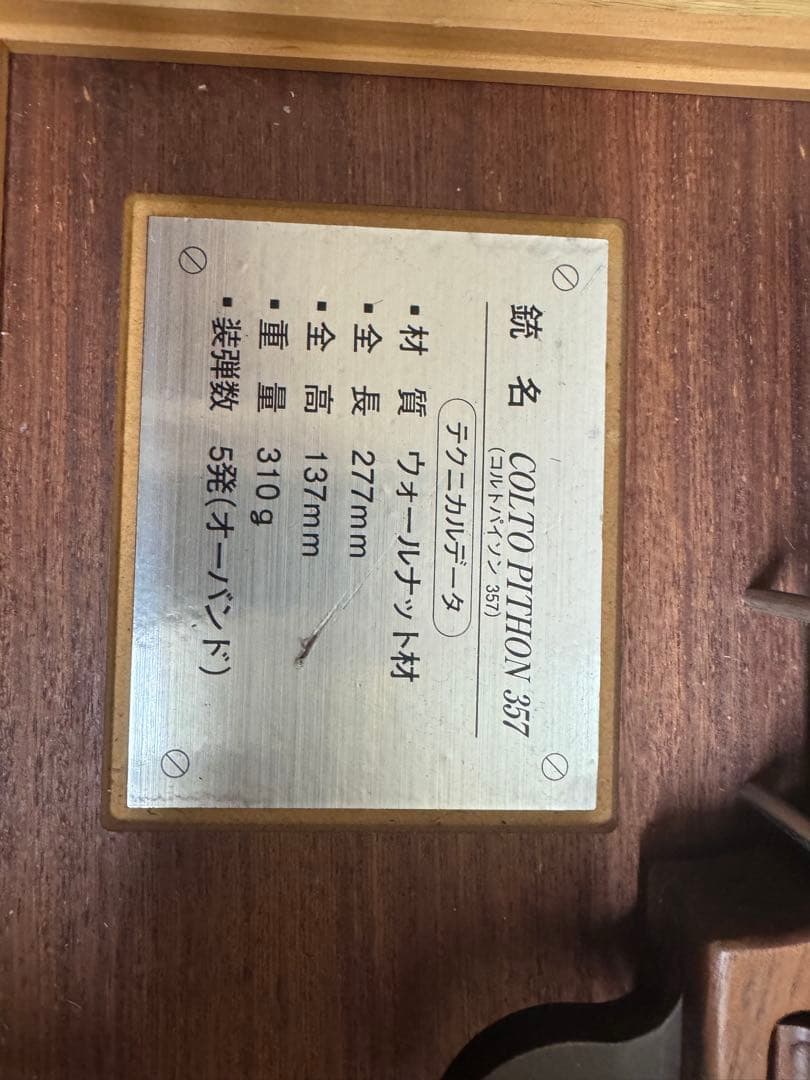 銃 名 COLTO PITHON 357
(コルトパイソン 357)
テクニカルデータ
▪材 質 ウォールナット材
▪全 長 277mm
▪全 高 137mm
▪重 量 310g
▪装弾数 5発(オーバンド)